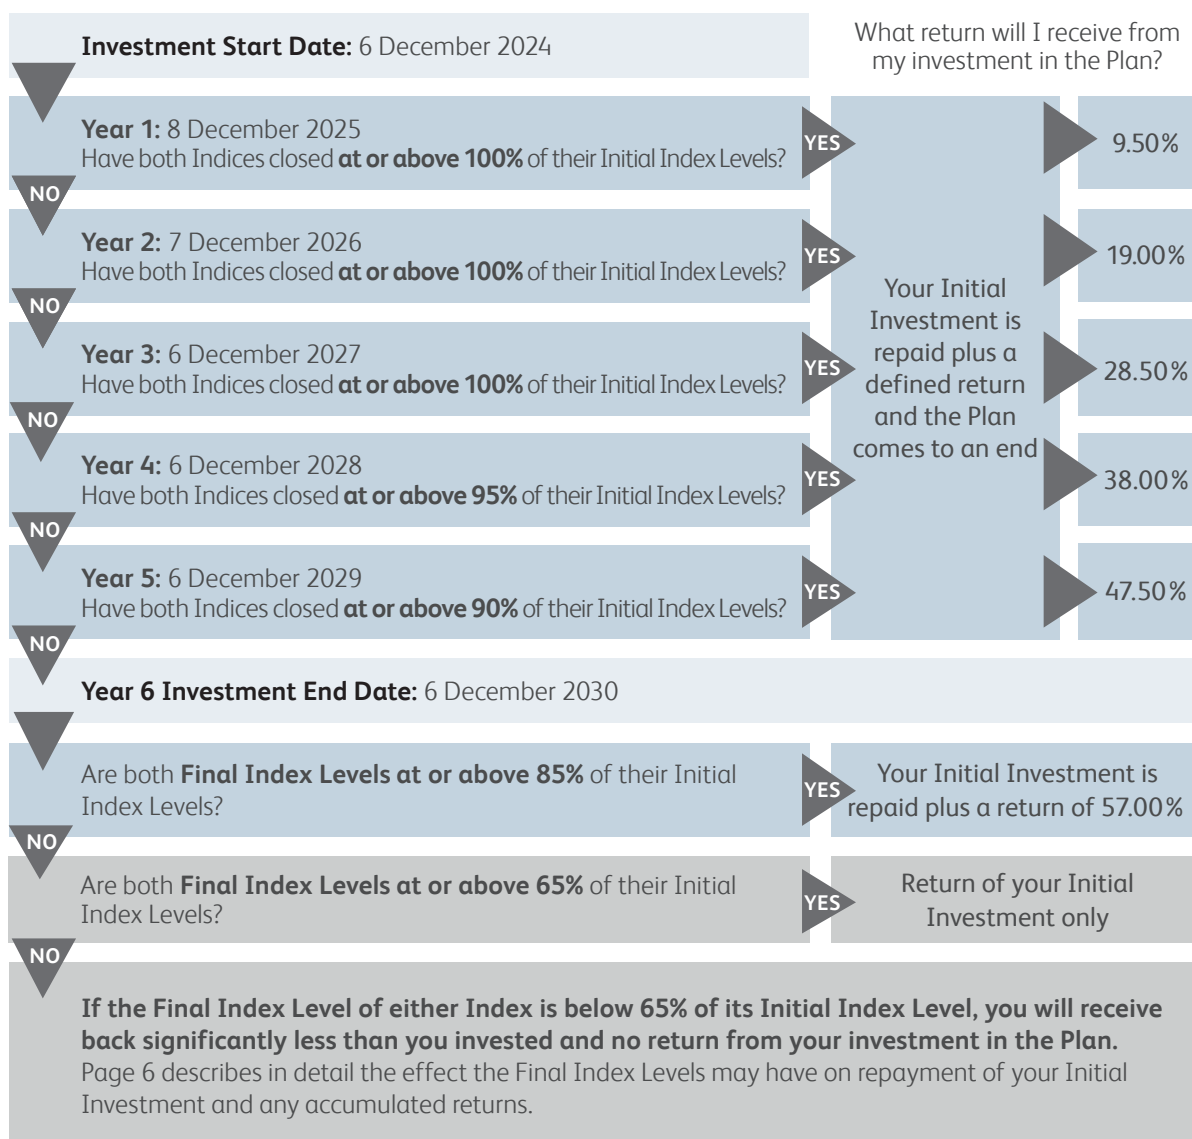 Investment Start Date: 6 December 2024
What return will I receive from
my investment in the Plan?
Year 1: 8 December 2025
Have both Indices closed at or above 100% of their Initial Index Levels?
YES
9.50%
NO
Year 2: 7 December 2026
Have both Indices closed at or above 100% of their Initial Index Levels?
YES
19.00%
NO
Year 3: 6 December 2027
Have both Indices closed at or above 100% of their Initial Index Levels?
YES
28.50%
NO
Year 4: 6 December 2028
Have both Indices closed at or above 95% of their Initial Index Levels?
YES
38.00%
NO
Year 5: 6 December 2029
Have both Indices closed at or above 90% of their Initial Index Levels?
YES
47.50%
Your Initial
Investment is
repaid plus a
defined return
and the Plan
comes to an end
NO
Year 6 Investment End Date: 6 December 2030
Are both Final Index Levels at or above 85% of their Initial
Index Levels?
YES
Your Initial Investment is
repaid plus a return of 57.00%
NO
Are both Final Index Levels at or above 65% of their Initial
Index Levels?
YES
Return of your Initial
Investment only
NO
If the Final Index Level of either Index is below 65% of its Initial Index Level, you will receive
back significantly less than you invested and no return from your investment in the Plan.
Page 6 describes in detail the effect the Final Index Levels may have on repayment of your Initial
Investment and any accumulated returns.